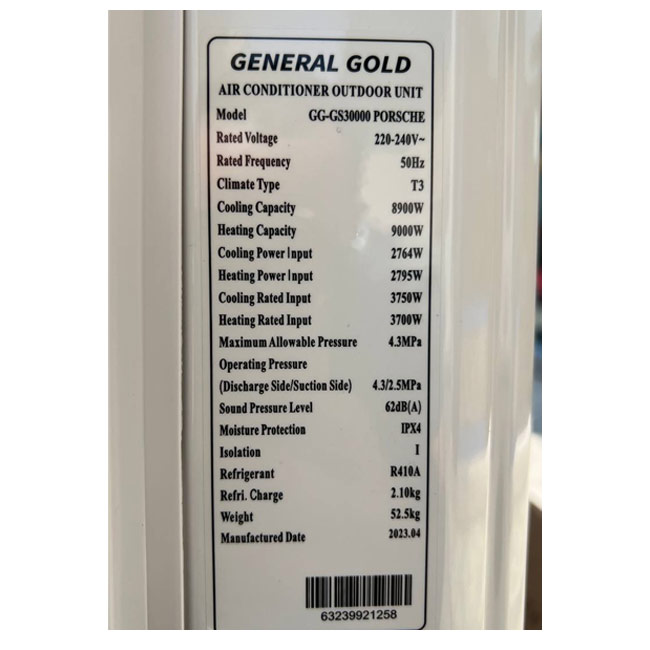 GENERAL GOLD
AIR CONDITIONER OUTDOOR UNIT
Model GG-GS30000 PORSCHE
Rated Voltage 220-240V~
Rated Frequency 50Hz
Climate Type T3
Cooling Capacity 8900W
Heating Capacity 9000W
Cooling Power Input 2764W
Heating Power Input 2795W
Cooling Rated Input 3750W
Heating Rated Input 3700W
Maximum Allowable Pressure 4.3MPa
Operating Pressure
(Discharge Side/Suction Side) 4.3/2.5MPa
Sound Pressure Level 62dB(A)
Moisture Protection IPX4
Isolation I
Refrigerant R410A
Refri. Charge 2.10kg
Weight 52.5kg
Manufactured Date 2023.04
63239921258